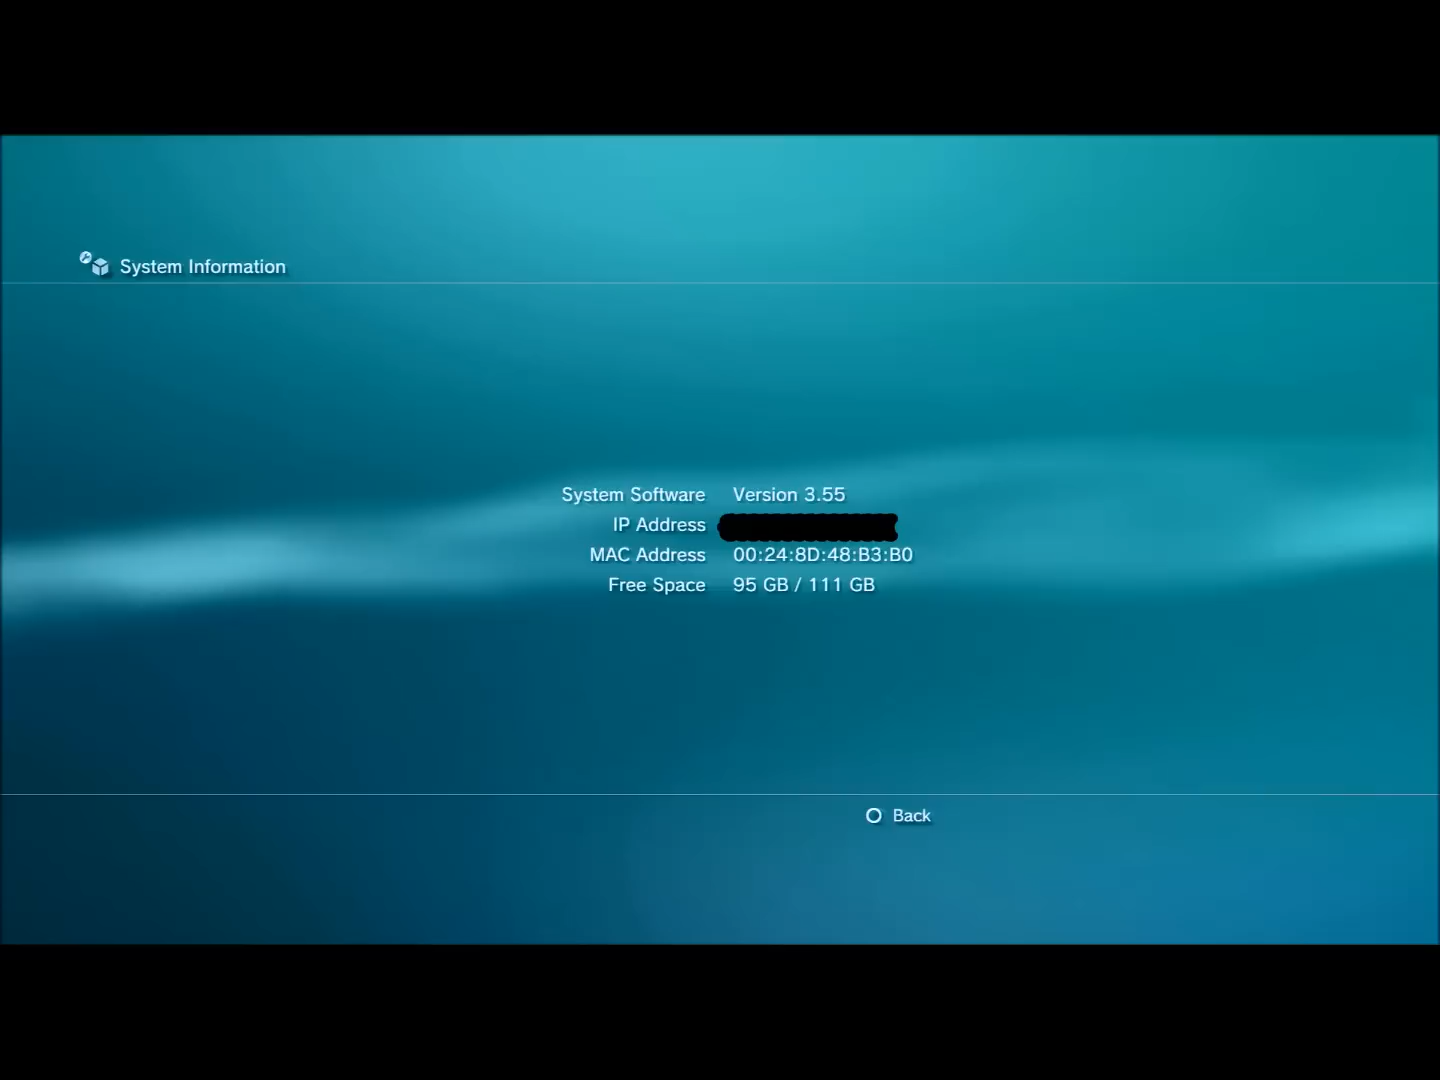 System Information
System Software Version 3.55
IP Address
MAC Address 00:24:8D:48:B3:B0
Free Space 95 GB / 111 GB
Back